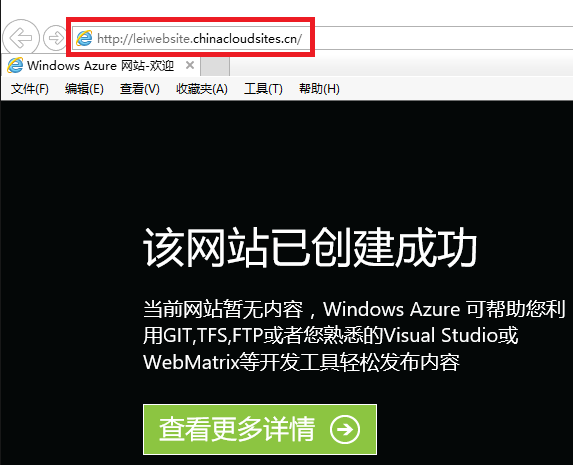 http://leiwebsite.chinacloudsites.cn/
Windows Azure 网站-欢迎
文件(F) 编辑(E) 查看(V) 收藏夹(A) 工具(T) 帮助(H)
该网站已创建成功
当前网站暂无内容，Windows Azure 可帮助您利
用GIT,TFS,FTP或者您熟悉的Visual Studio或
WebMatrix等开发工具轻松发布内容
查看更多详情